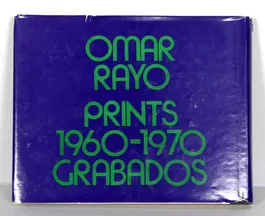 OMAR
RAYO
PRINTS
1960-1970
GRABADOS